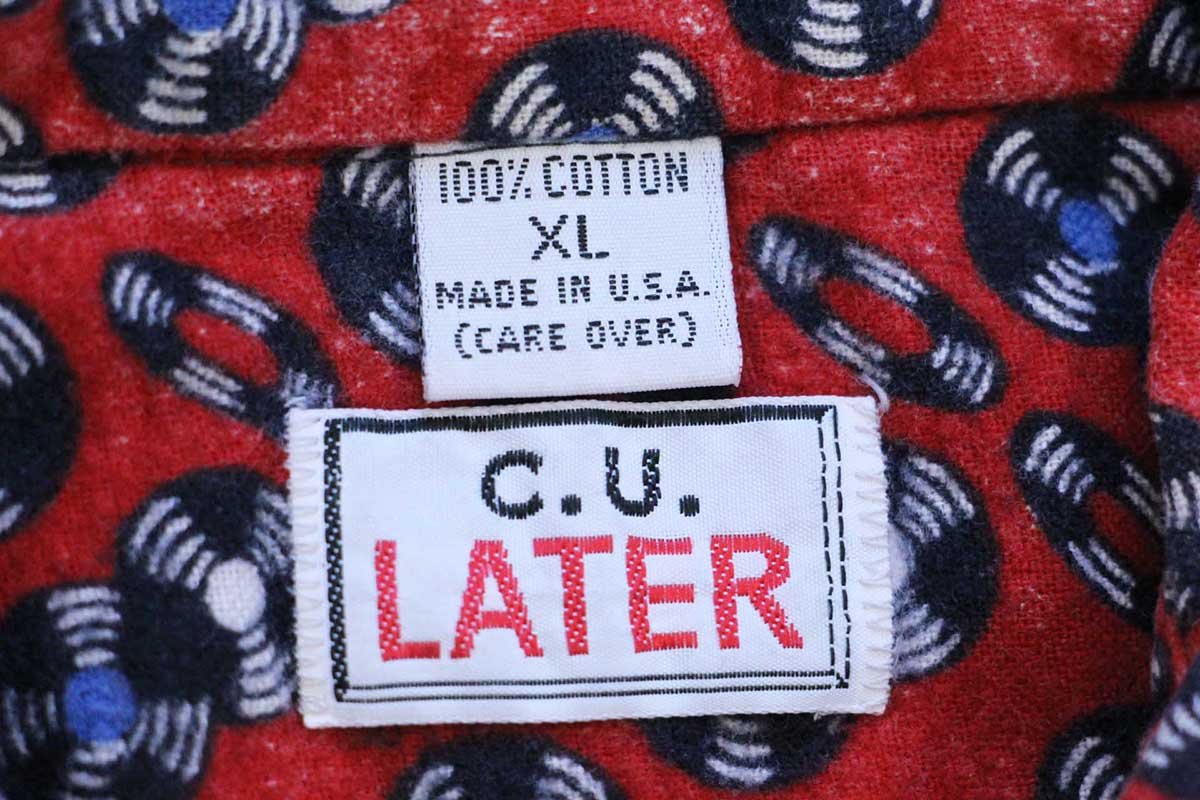 100% COTTON
XL
MADE IN U.S.A.
(CARE OVER)
C.U.
LATER